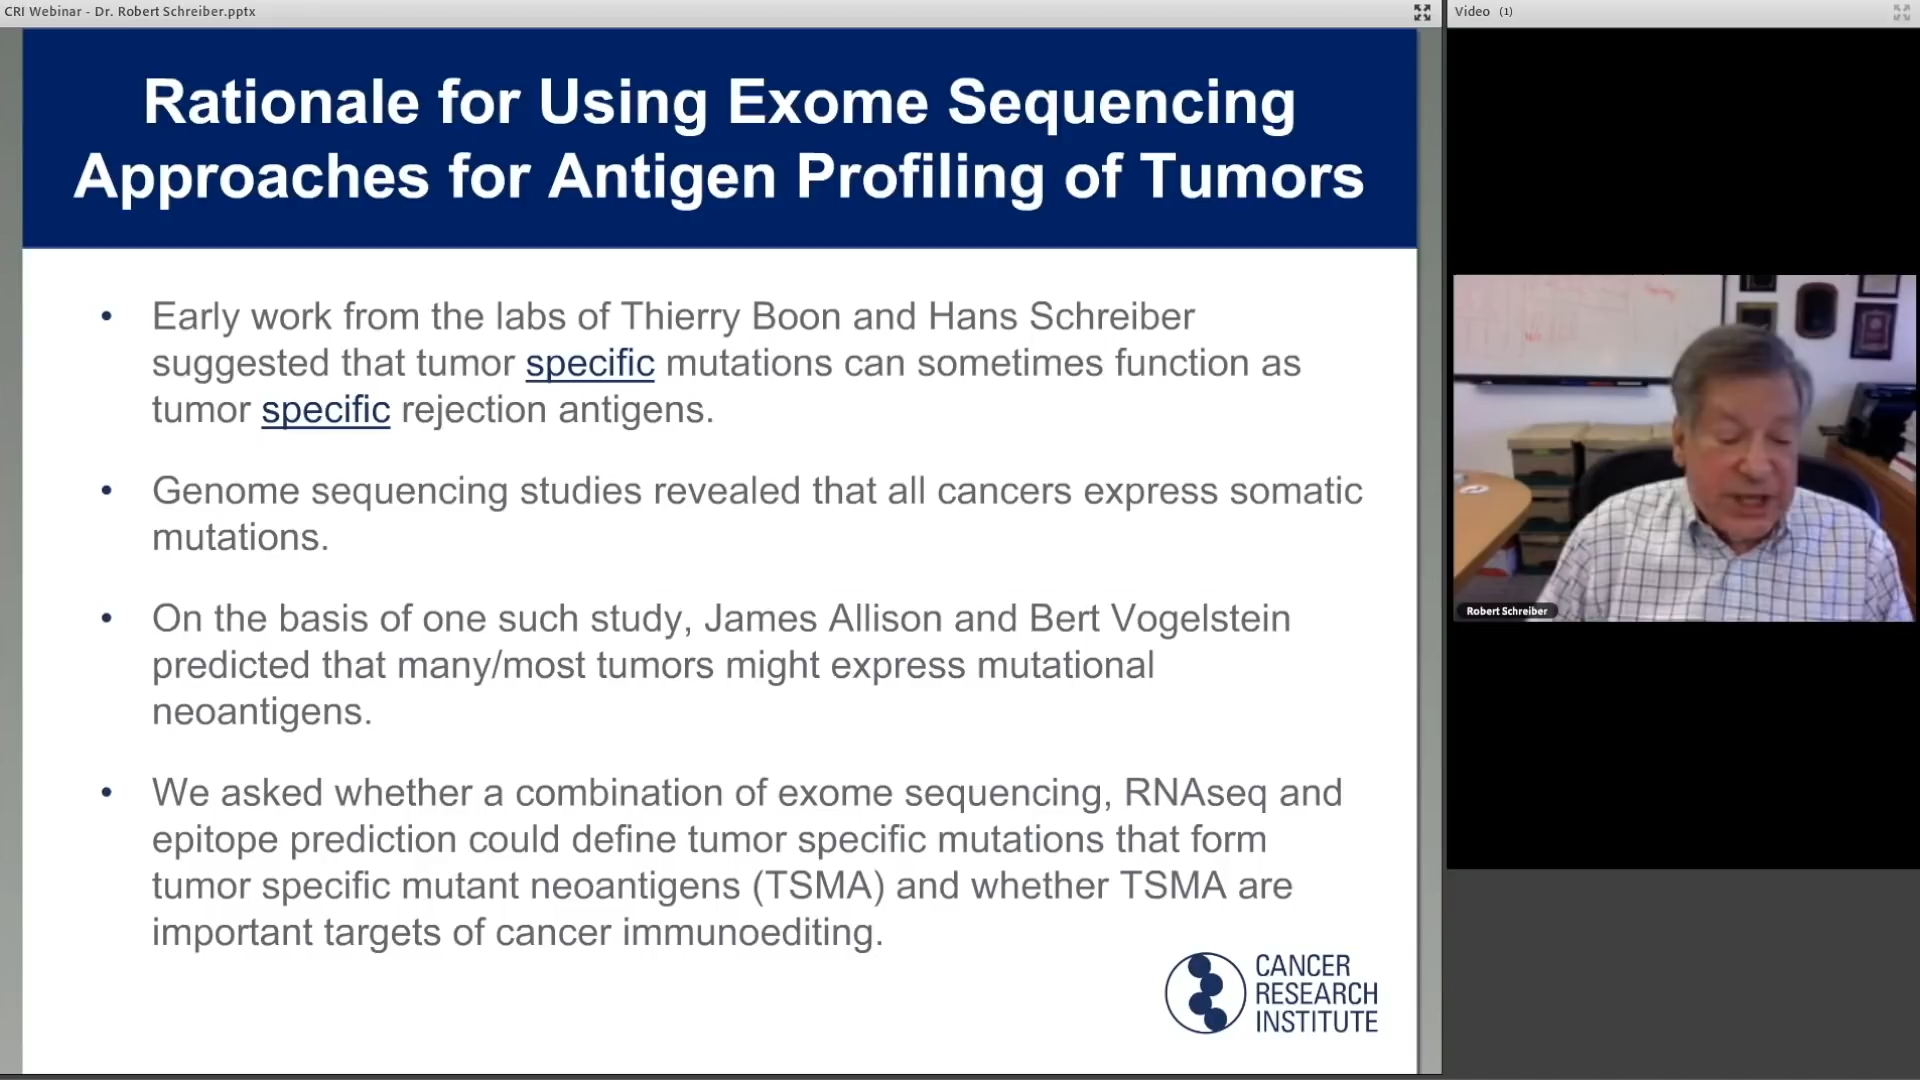 CRI Webinar - Dr. Robert Schreiber.pptx
Video (1)
Rationale for Using Exome Sequencing
Approaches for Antigen Profiling of Tumors
• Early work from the labs of Thierry Boon and Hans Schreiber
suggested that tumor specific mutations can sometimes function as
tumor specific rejection antigens.
• Genome sequencing studies revealed that all cancers express somatic
mutations.
• On the basis of one such study, James Allison and Bert Vogelstein
predicted that many/most tumors might express mutational
neoantigens.
• We asked whether a combination of exome sequencing, RNAseq and
epitope prediction could define tumor specific mutations that form
tumor specific mutant neoantigens (TSMA) and whether TSMA are
important targets of cancer immunoediting.
CANCER
RESEARCH
INSTITUTE
Robert Schreiber